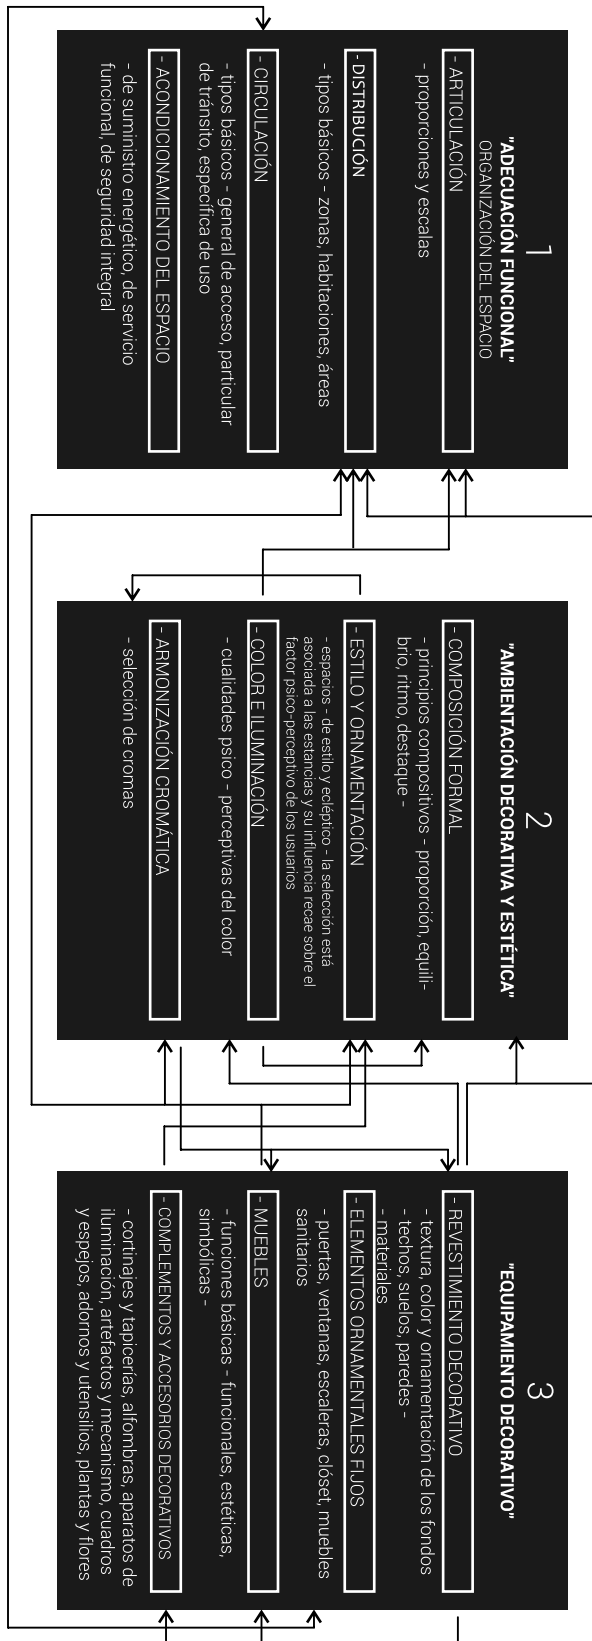 1
"ADECUACIÓN FUNCIONAL"
ORGANIZACIÓN DEL ESPACIO
- ARTICULACIÓN
- proporciones y escalas
- DISTRIBUCIÓN
- tipos básicos - zonas, habitaciones, áreas
- CIRCULACIÓN
- tipos básicos - general de acceso, particular
de tránsito, específica de uso
- ACONDICIONAMIENTO DEL ESPACIO
- de suministro energético, de servicio
funcional, de seguridad integral
2
"AMBIENTACIÓN DECORATIVA Y ESTÉTICA"
- COMPOSICIÓN FORMAL
- principios compositivos - proporción, equili-
brio, ritmo, destaque -
- ESTILO Y ORNAMENTACIÓN
- espacios - de estilo y ecléptico - la selección está
asociada a las estancias y su influencia recae sobre el
factor psico-perceptivo de los usuarios
- COLOR E ILUMINACIÓN
- cualidades psico - perceptivas del color
- ARMONIZACIÓN CROMÁTICA
- selección de cromas
3
"EQUIPAMIENTO DECORATIVO"
- REVESTIMIENTO DECORATIVO
- textura, color y ornamentación de los fondos
- techos, suelos, paredes -
- materiales
- ELEMENTOS ORNAMENTALES FIJOS
- puertas, ventanas, escaleras, clóset, muebles
sanitarios
- MUEBLES
- funciones básicas - funcionales, estéticas,
simbólicas -
- COMPLEMENTOS Y ACCESORIOS DECORATIVOS
- cortinajes y tapicerías, alfombras, aparatos de
iluminación, artefactos y mecanismo, cuadros
y espejos, adornos y utensilios, plantas y flores